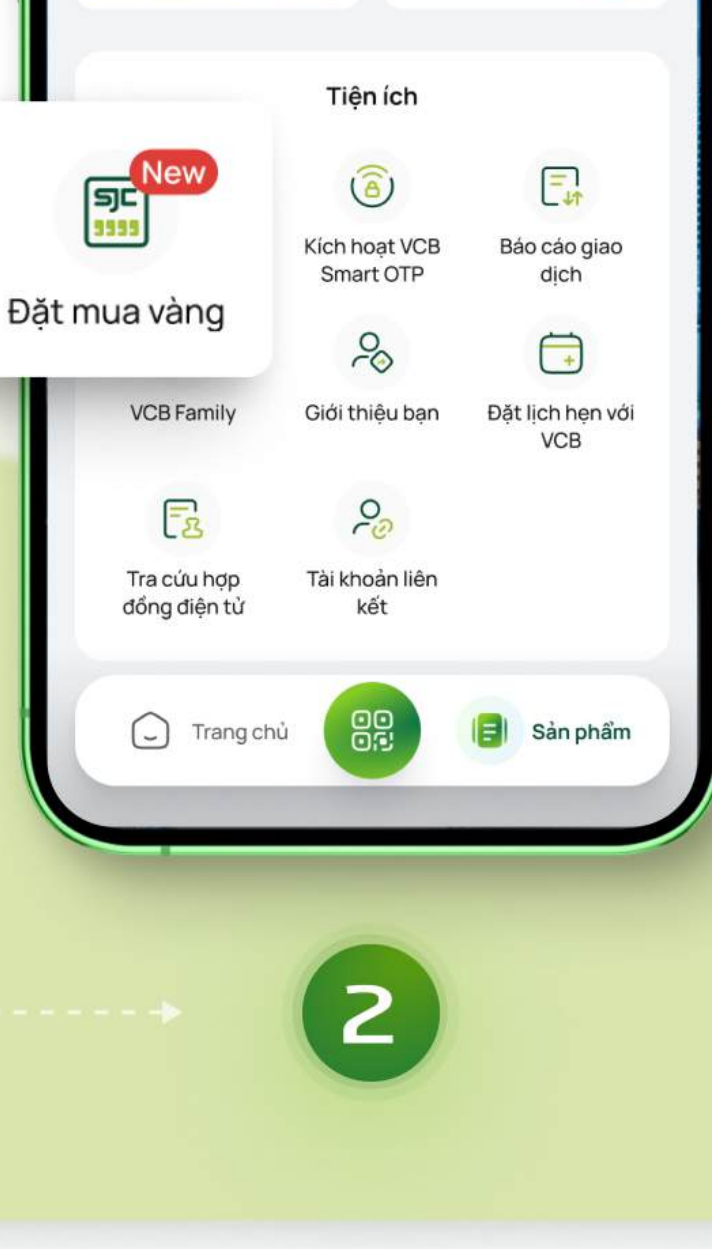 Tiện ích
New
SJC
9999
Đặt mua vàng
Kích hoạt VCB
Smart OTP
Báo cáo giao
dịch
VCB Family
Giới thiệu bạn
Đặt lịch hẹn với
VCB
Tra cứu hợp
đồng điện tử
Tài khoản liên
kết
Trang chủ
Sản phẩm
2